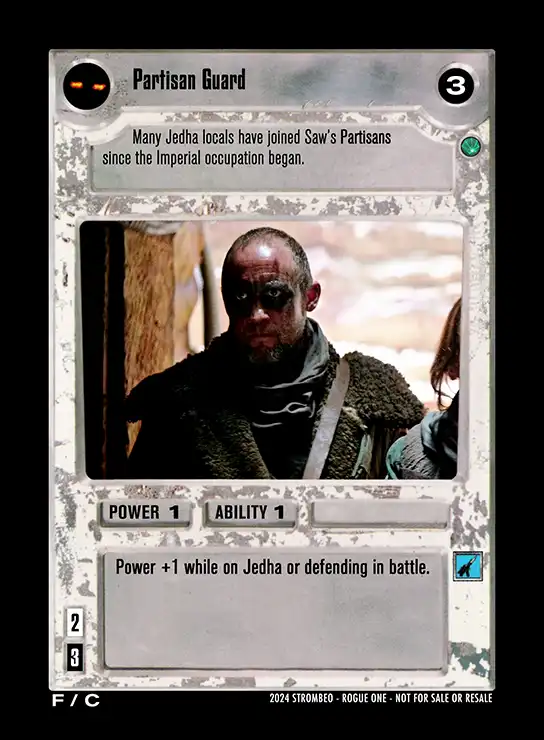 Partisan Guard
3
Many Jedha locals have joined Saw's Partisans
since the Imperial occupation began.
POWER 1
ABILITY 1
Power +1 while on Jedha or defending in battle.
2
3
F / C
2024 STROMBEO - ROGUE ONE - NOT FOR SALE OR RESALE